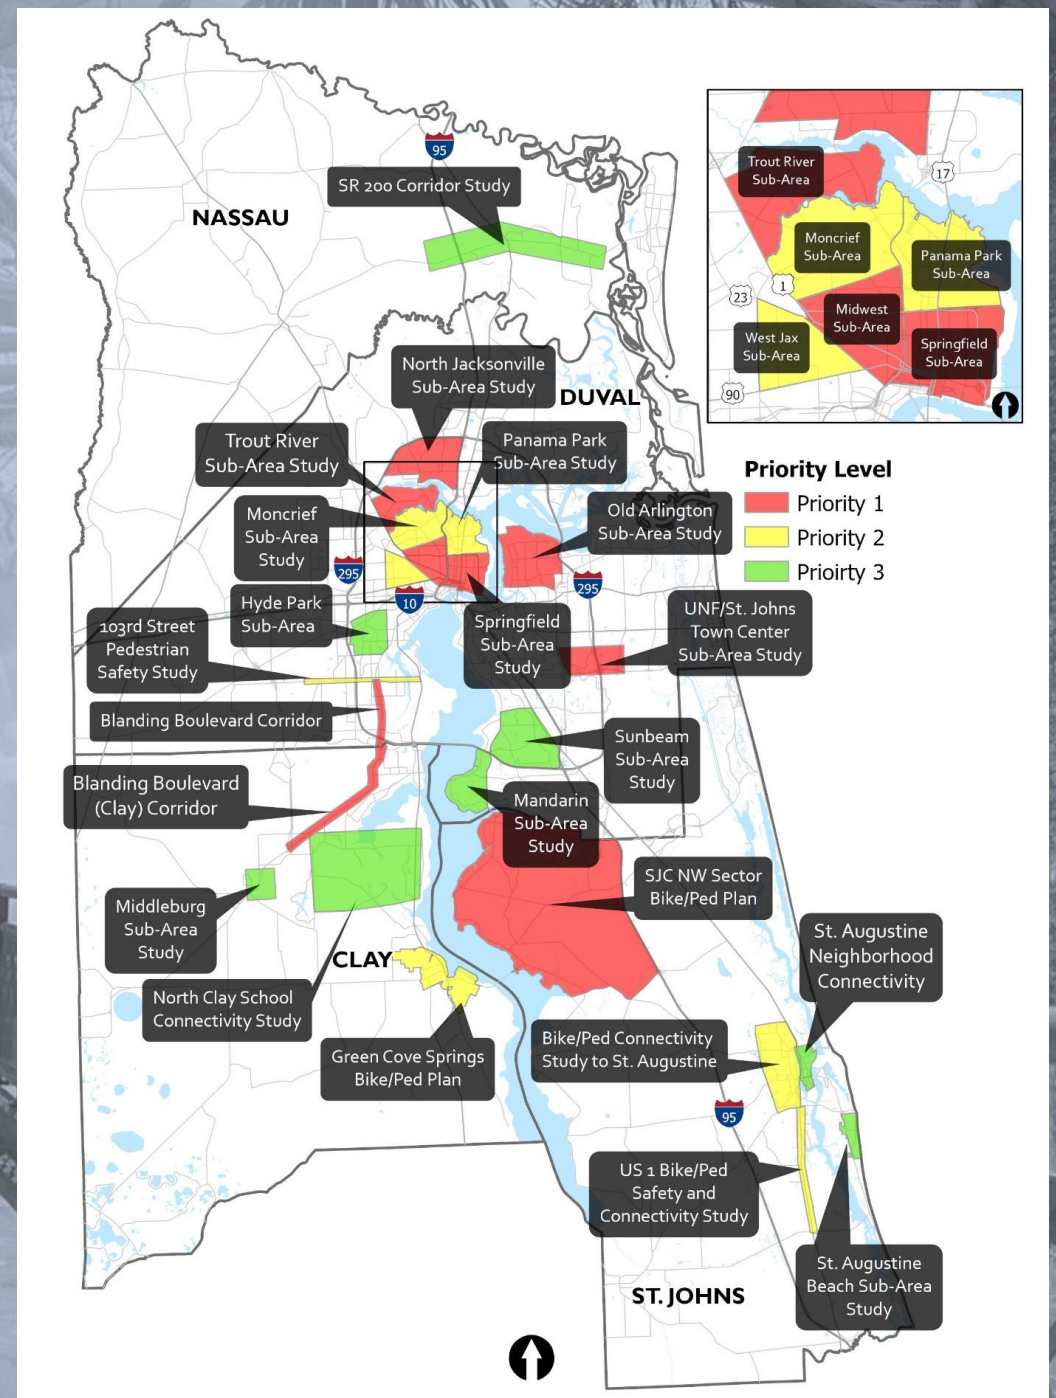 95
SR 200 Corridor Study
NASSAU
North Jacksonville
Sub-Area Study
DUVAL
Trout River
Sub-Area Study
Panama Park
Sub-Area Study
Moncrief
Sub-Area
Study
Old Arlington
Sub-Area Study
295
10
295
Hyde Park
Sub-Area
103rd Street
Pedestrian
Safety Study
Springfield
Sub-Area
Study
UNF/St. Johns
Town Center
Sub-Area Study
Blanding Boulevard Corridor
Sunbeam
Sub-Area
Study
Blanding Boulevard
(Clay) Corridor
Mandarin
Sub-Area
Study
SJC NW Sector
Bike/Ped Plan
Middleburg
Sub-Area
Study
CLAY
St. Augustine
Neighborhood
Connectivity
North Clay School
Connectivity Study
Green Cove Springs
Bike/Ped Plan
Bike/Ped Connectivity
Study to St. Augustine
95
US 1 Bike/Ped
Safety and
Connectivity Study
St. Augustine
Beach Sub-Area
Study
ST. JOHNS
Trout River
Sub-Area
17
Moncrief
Sub-Area
Panama Park
Sub-Area
1
23
Midwest
Sub-Area
West Jax
Sub-Area
Springfield
Sub-Area
90
Priority Level
Priority 1
Priority 2
Prioirty 3